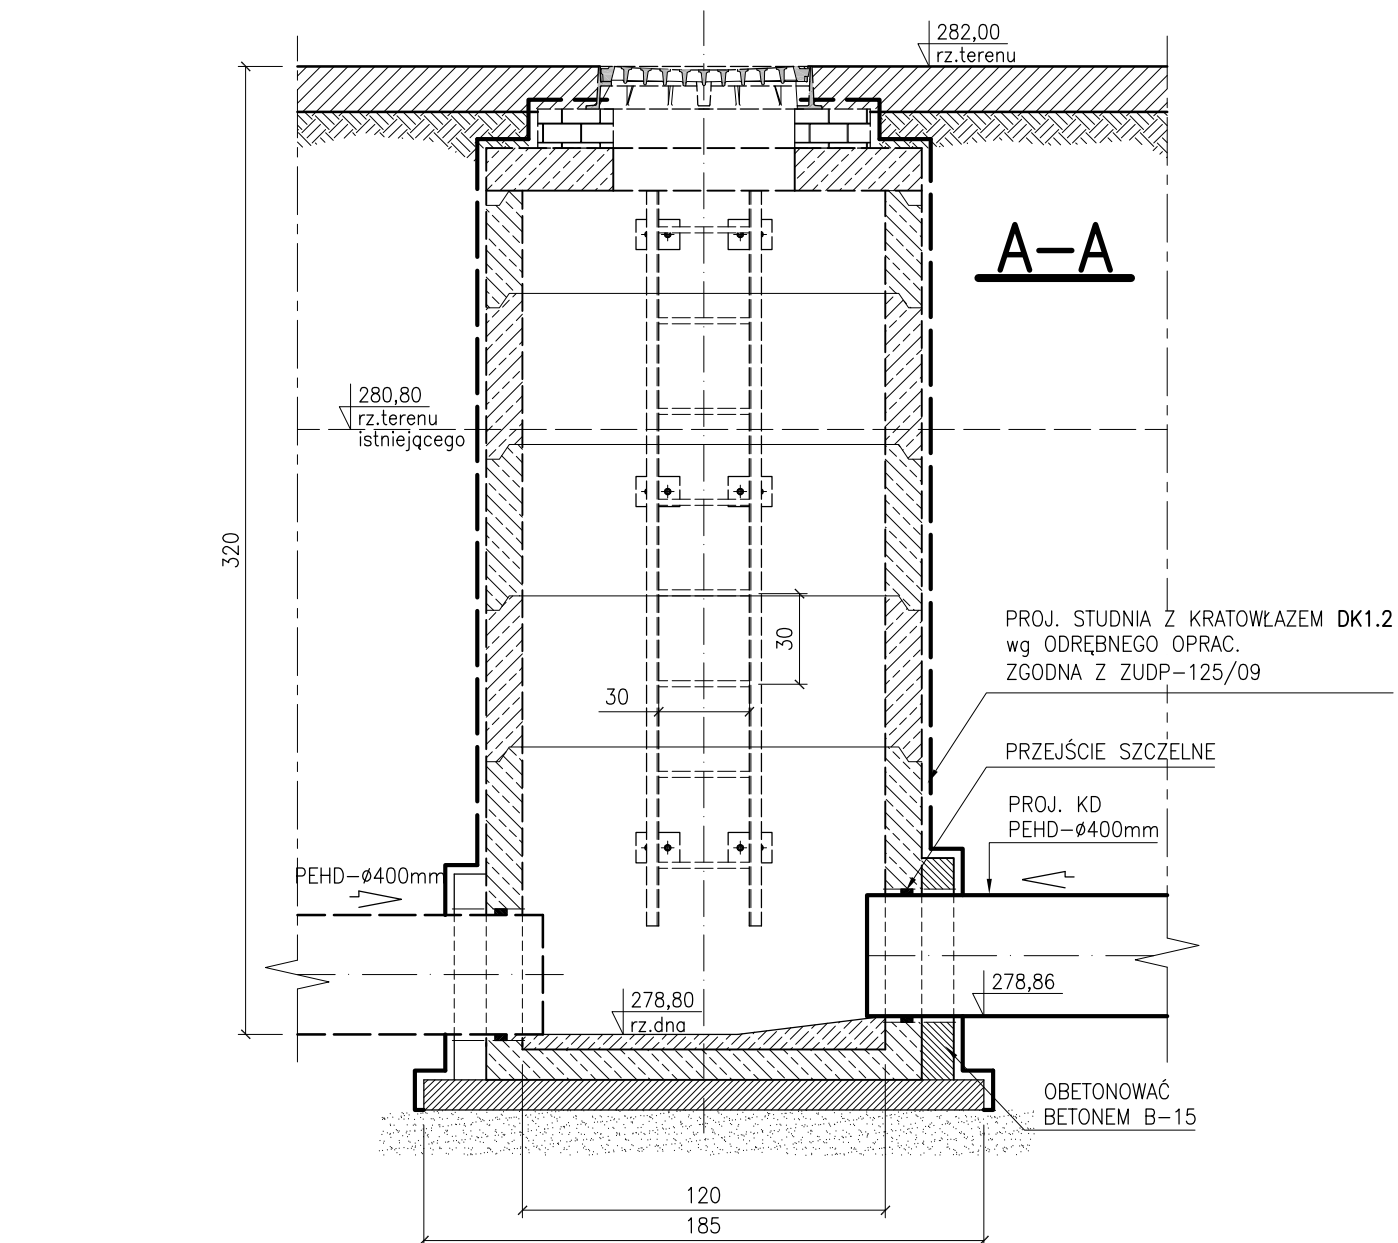 282,00
rz.terenu
A-A
280,80
rz.terenu
istniejącego
320
PROJ. STUDNIA Z KRATOWŁAZEM DK1.2
wg ODRĘBNEGO OPRAC.
ZGODNA Z ZUDP-125/09
30
30
PRZEJŚCIE SZCZELNE
PROJ. KD
PEHD-ø400mm
PEHD-ø400mm
278,86
278,80
rz.dna
OBETONOWAĆ
BETONEM B-15
120
185